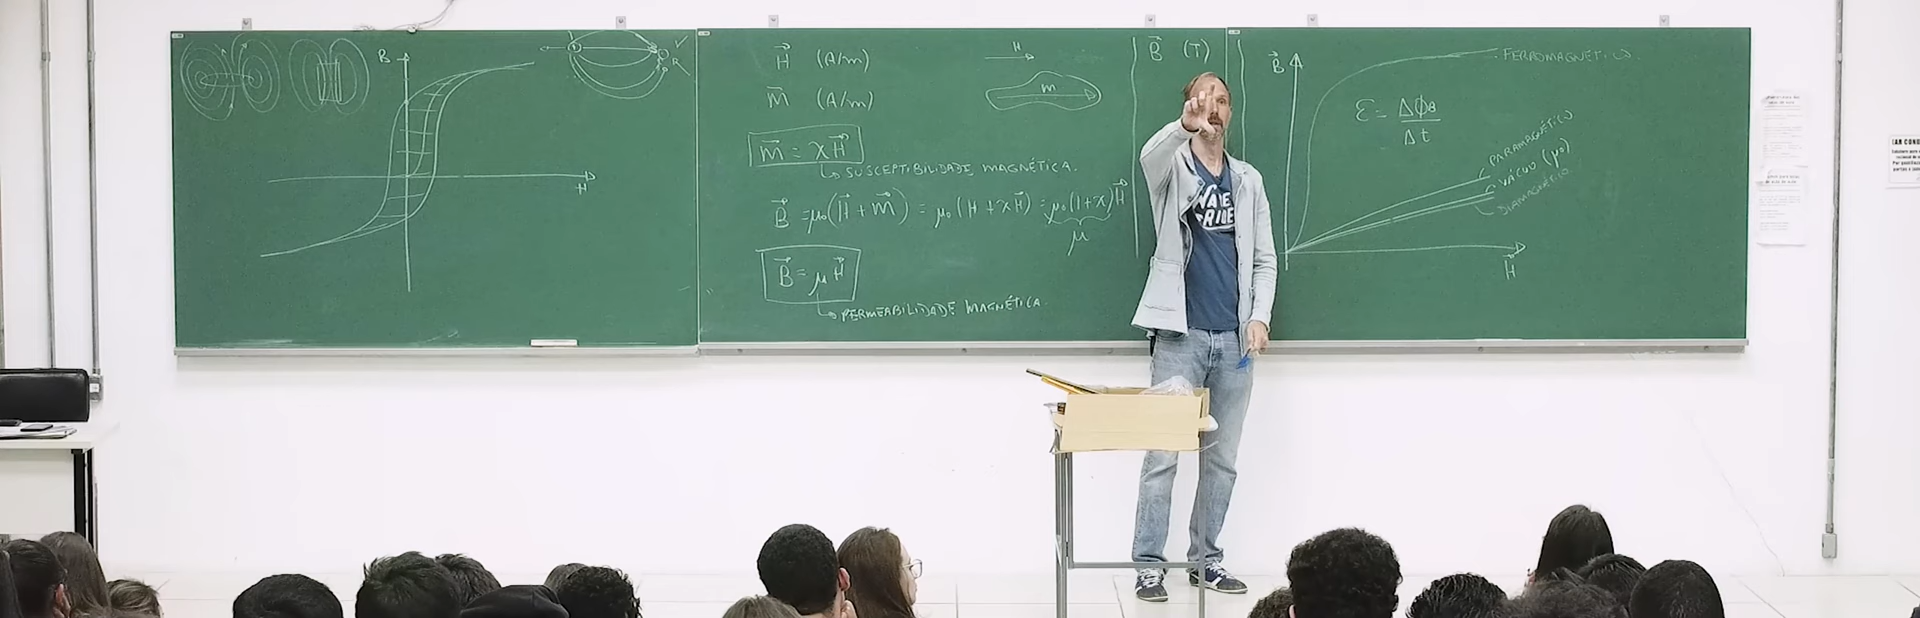 B
H
R
H⃗ (A/m)
H
m⃗ (A/m)
m
m⃗ = χH⃗
↳ SUSCEPTIBILIDADE MAGNÉTICA.
B⃗ = μ₀(H⃗ + m⃗) = μ₀(H + χH⃗) = μ₀(1+χ)H⃗
μ
B⃗ = μH⃗
↳ PERMEABILIDADE MAGNÉTICA.
B⃗ (T)
B⃗
FERROMAGNÉTICO.
ε = ΔϕB
Δt
PARAMAGNÉTICO
VÁCUO (μ₀)
DIAMAGNÉTICO
H⃗